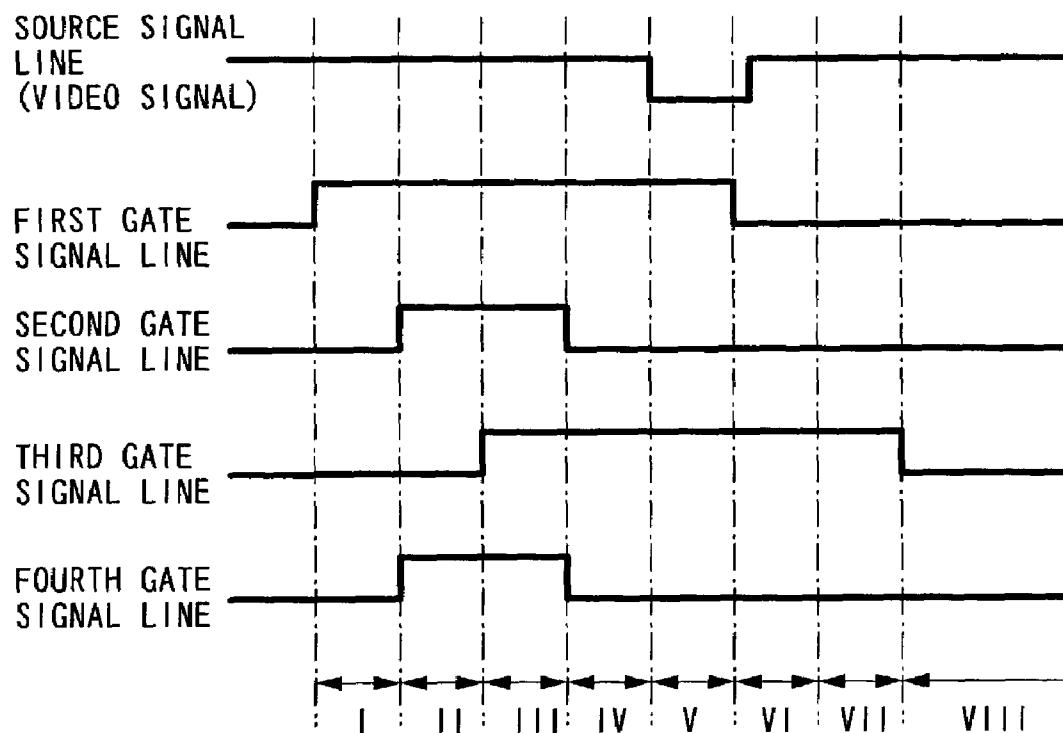 SOURCE SIGNAL
LINE
(VIDEO SIGNAL)
FIRST GATE
SIGNAL LINE
SECOND GATE
SIGNAL LINE
THIRD GATE
SIGNAL LINE
FOURTH GATE
SIGNAL LINE
I II III IV V VI VII VIII